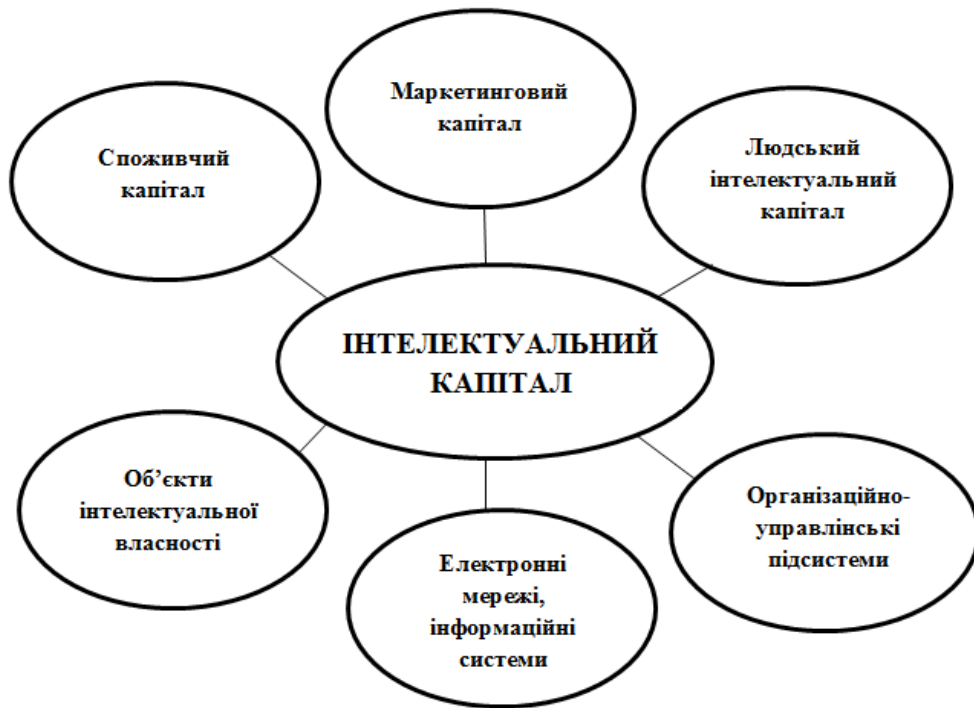 Маркетинговий
капітал
Споживчий
капітал
Людський
інтелектуальний
капітал
ІНТЕЛЕКТУАЛЬНИЙ
КАПІТАЛ
Об’єкти
інтелектуальної
власності
Організаційно-
управлінські
підсистеми
Електронні
мережі,
інформаційні
системи